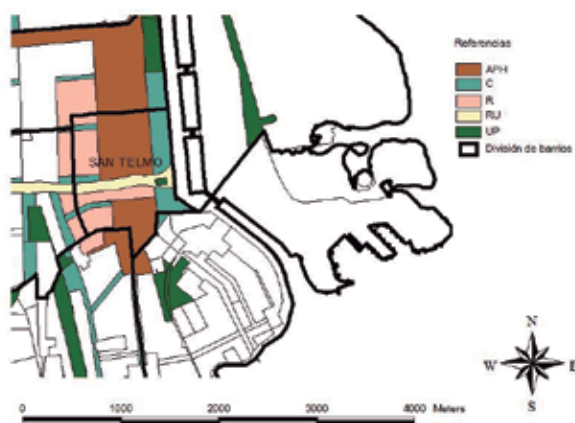 Referencias
APH
C
R
RU
UP
División de barrios
SAN TELMO
N
W E
S
0 1000 2000 3000 4000 Meters